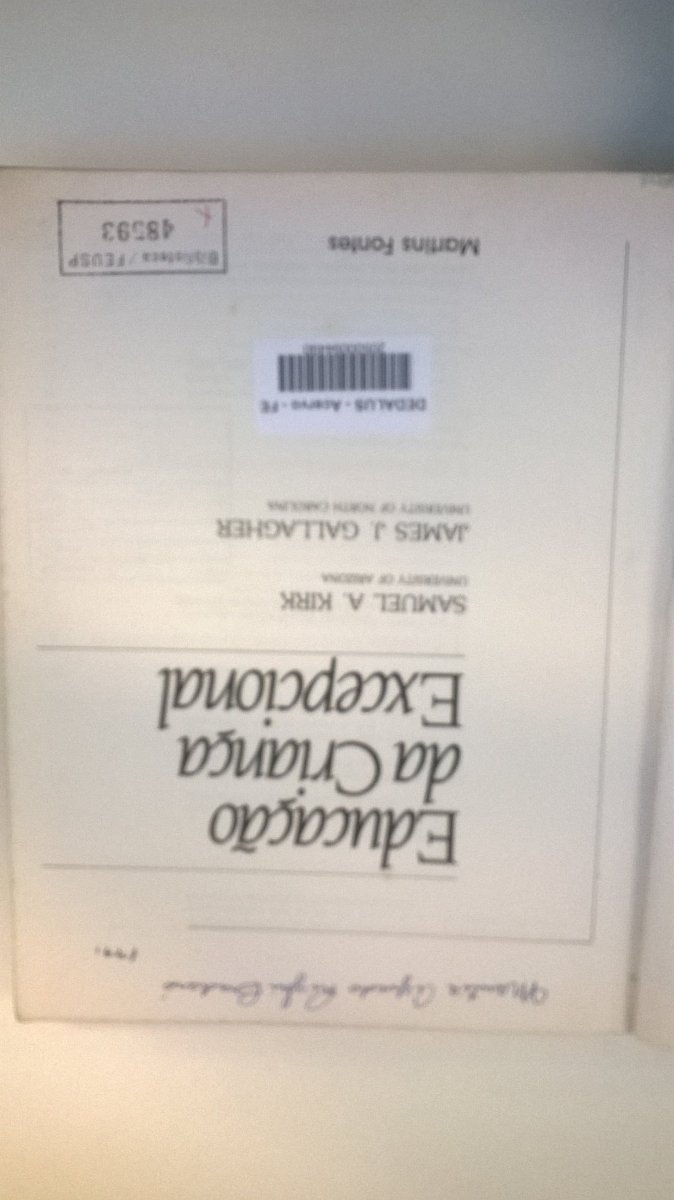 Educação
da Criança
Excepcional
SAMUEL A. KIRK
UNIVERSITY OF ARIZONA
JAMES J. GALLAGHER
UNIVERSITY OF NORTH CAROLINA
DEDALUS - Acervo - FE
Martins Fontes
Biblioteca / FEUSP
48593